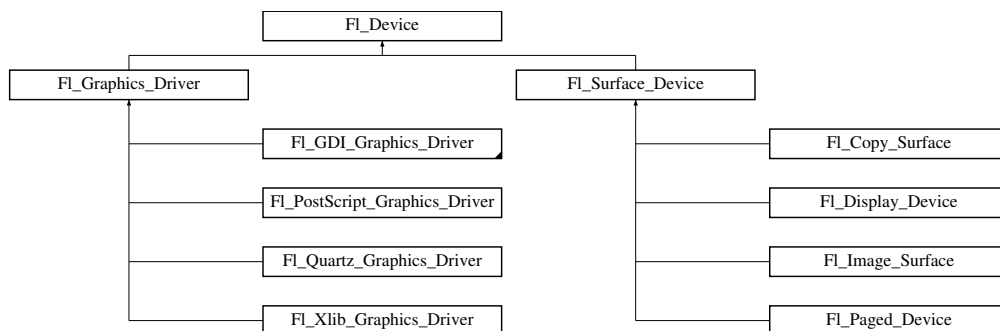 Fl_Device
Fl_Graphics_Driver
Fl_Surface_Device
Fl_GDI_Graphics_Driver
Fl_Copy_Surface
Fl_PostScript_Graphics_Driver
Fl_Display_Device
Fl_Quartz_Graphics_Driver
Fl_Image_Surface
Fl_Xlib_Graphics_Driver
Fl_Paged_Device